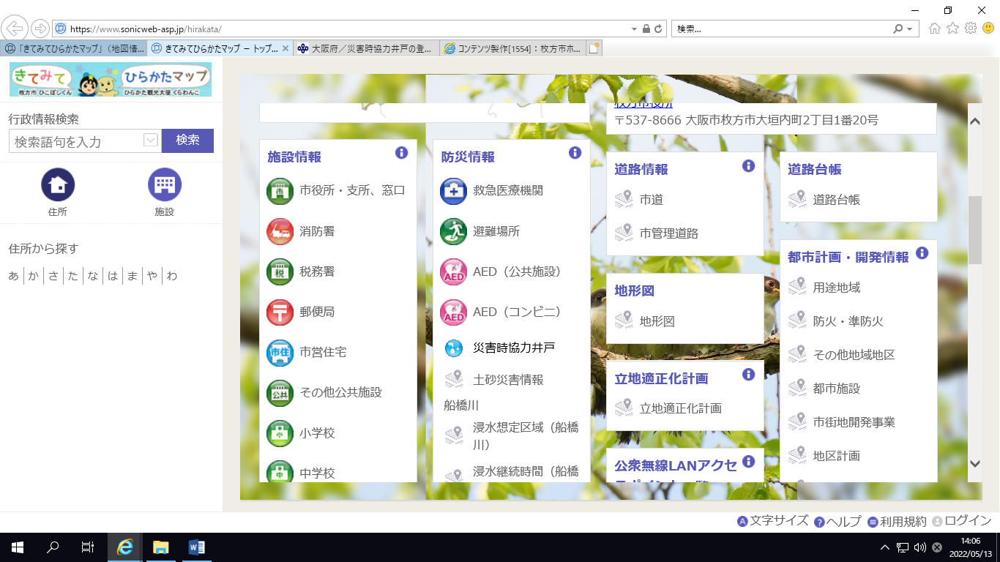 https://www.sonicweb-asp.jp/hirakata/
検索...
「きてみてひらかたマップ」（地図情...
きてみてひらかたマップ － トップ...
大阪府／災害時協力井戸の登...
コンテンツ製作[1554]：枚方市ホ...
きてみて ひらかたマップ
枚方市 ひこぼしくん ひらかた観光大使 くらわんこ
行政情報検索
検索語句を入力
検索
住所
施設
住所から探す
あ か さ た な は ま や わ
施設情報
市役所・支所、窓口
消防署
税務署
郵便局
市営住宅
その他公共施設
小学校
中学校
防災情報
救急医療機関
避難場所
AED（公共施設）
AED（コンビニ）
災害時協力井戸
土砂災害情報
船橋川
浸水想定区域（船橋
川）
浸水継続時間（船橋
枚方市役所
〒537-8666 大阪市枚方市大垣内町2丁目1番20号
道路情報
市道
市管理道路
地形図
地形図
立地適正化計画
立地適正化計画
公衆無線LANアクセ
道路台帳
道路台帳
都市計画・開発情報
用途地域
防火・準防火
その他地域地区
都市施設
市街地開発事業
地区計画
市
税
市住
公共
小
中
AED
AED
A 文字サイズ ? ヘルプ 利用規約 ログイン
14:06
2022/05/13